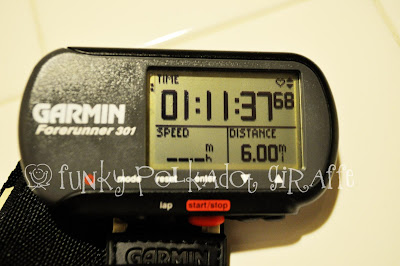 TIME
01:11:37 68
SPEED DISTANCE
_ _._ m/h 6.00 m
GARMIN
Forerunner 301
funky Polkadot Giraffe
mode reset enter
lap start/stop
GARMIN